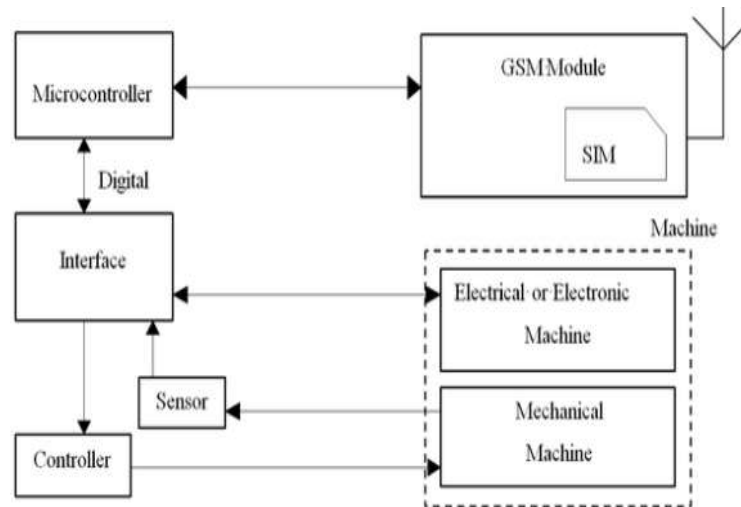 GSM Module
Microcontroller
SIM
Digital
Machine
Interface
Electrical or Electronic
Machine
Sensor
Mechanical
Machine
Controller